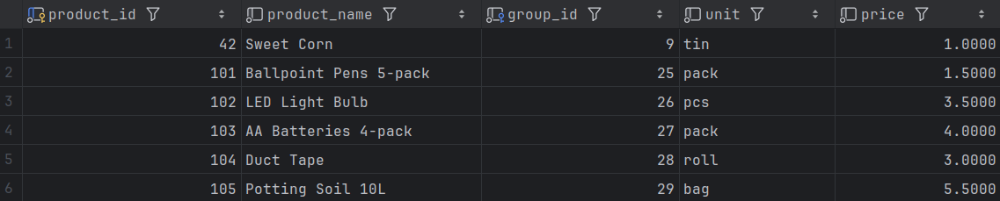 product_id product_name group_id unit price
1 42 Sweet Corn 9 tin 1.0000
2 101 Ballpoint Pens 5-pack 25 pack 1.5000
3 102 LED Light Bulb 26 pcs 3.5000
4 103 AA Batteries 4-pack 27 pack 4.0000
5 104 Duct Tape 28 roll 3.0000
6 105 Potting Soil 10L 29 bag 5.5000